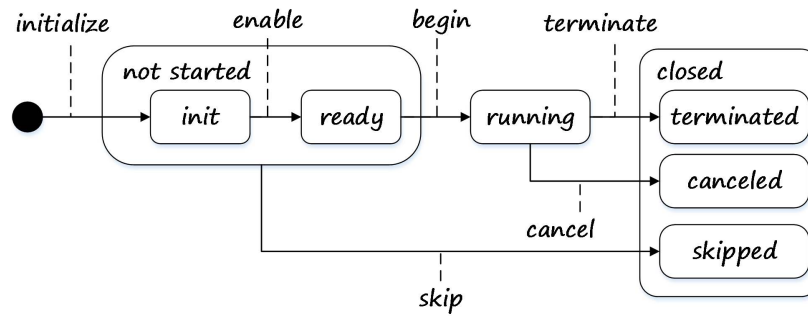 initialize
enable
begin
terminate
not started
closed
init
ready
running
terminated
canceled
cancel
skipped
skip